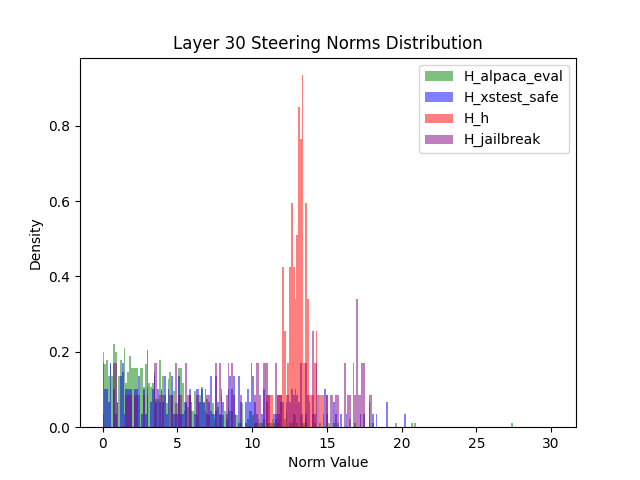 Layer 30 Steering Norms Distribution
H_alpaca_eval
H_xstest_safe
H_h
H_jailbreak
Density
0.8
0.6
0.4
0.2
0.0
0 5 10 15 20 25 30
Norm Value